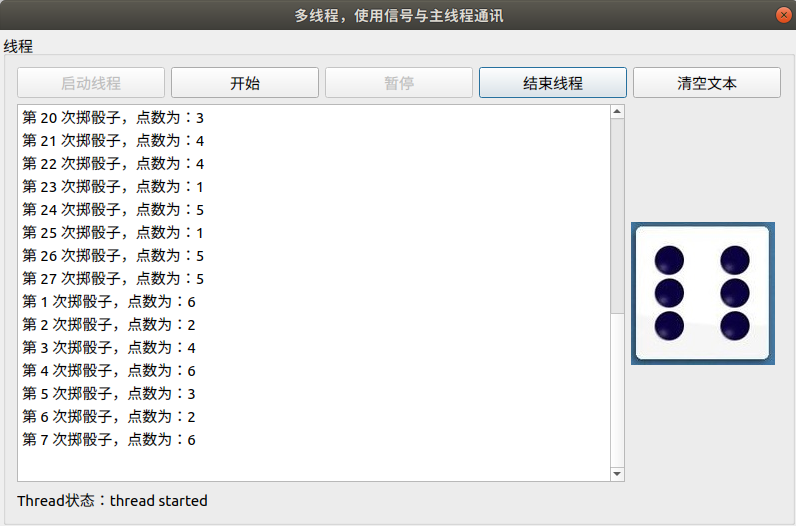 多线程，使用信号与主线程通讯
线程
启动线程 开始 暂停 结束线程 清空文本
第 20 次掷骰子，点数为：3
第 21 次掷骰子，点数为：4
第 22 次掷骰子，点数为：4
第 23 次掷骰子，点数为：1
第 24 次掷骰子，点数为：5
第 25 次掷骰子，点数为：1
第 26 次掷骰子，点数为：5
第 27 次掷骰子，点数为：5
第 1 次掷骰子，点数为：6
第 2 次掷骰子，点数为：2
第 3 次掷骰子，点数为：4
第 4 次掷骰子，点数为：6
第 5 次掷骰子，点数为：3
第 6 次掷骰子，点数为：2
第 7 次掷骰子，点数为：6
Thread状态：thread started